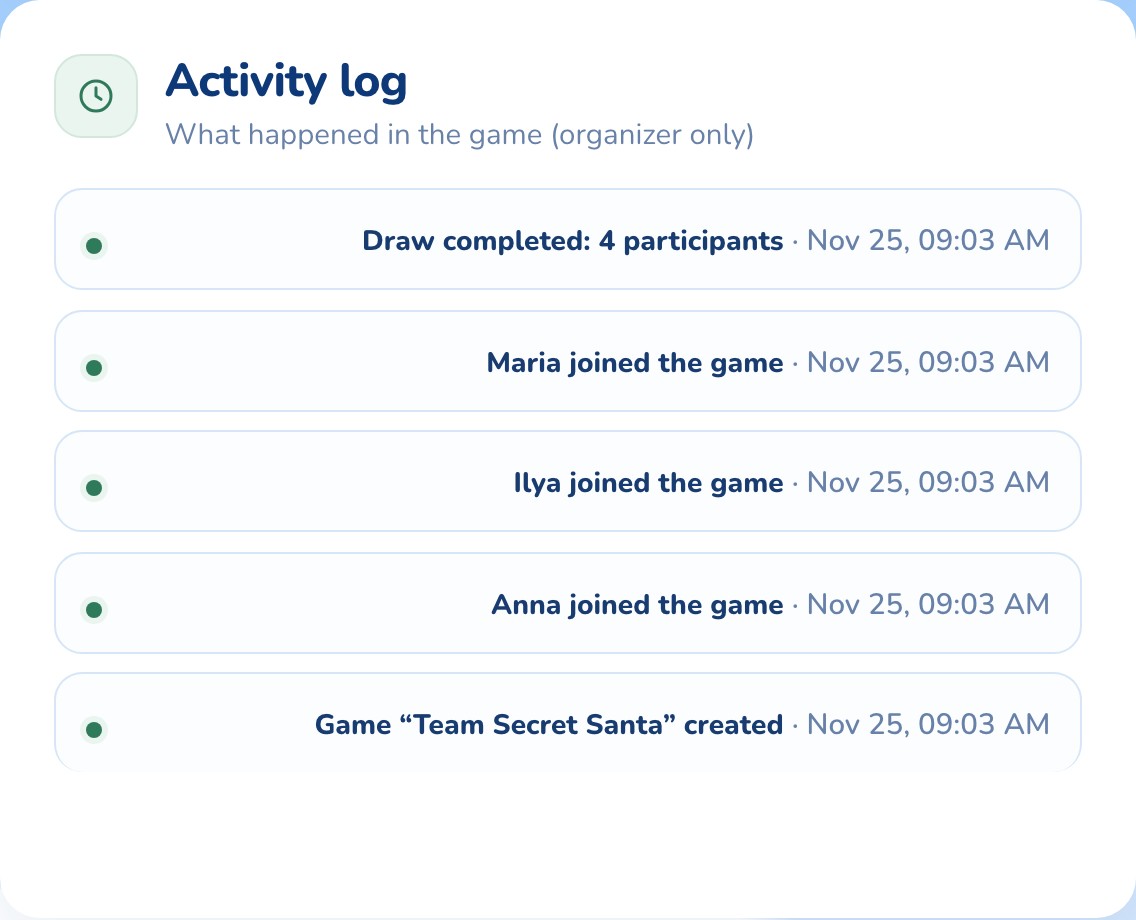 Activity log
What happened in the game (organizer only)
Draw completed: 4 participants · Nov 25, 09:03 AM
Maria joined the game · Nov 25, 09:03 AM
Ilya joined the game · Nov 25, 09:03 AM
Anna joined the game · Nov 25, 09:03 AM
Game “Team Secret Santa” created · Nov 25, 09:03 AM